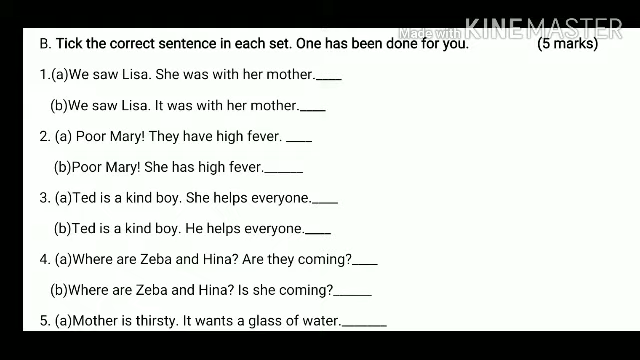 Made with KINEMASTER
B. Tick the correct sentence in each set. One has been done for you. (5 marks)
1.(a)We saw Lisa. She was with her mother.____
(b)We saw Lisa. It was with her mother.____
2. (a) Poor Mary! They have high fever. ____
(b)Poor Mary! She has high fever.______
3. (a)Ted is a kind boy. She helps everyone.____
(b)Ted is a kind boy. He helps everyone.____
4. (a)Where are Zeba and Hina? Are they coming?____
(b)Where are Zeba and Hina? Is she coming?______
5. (a)Mother is thirsty. It wants a glass of water._______